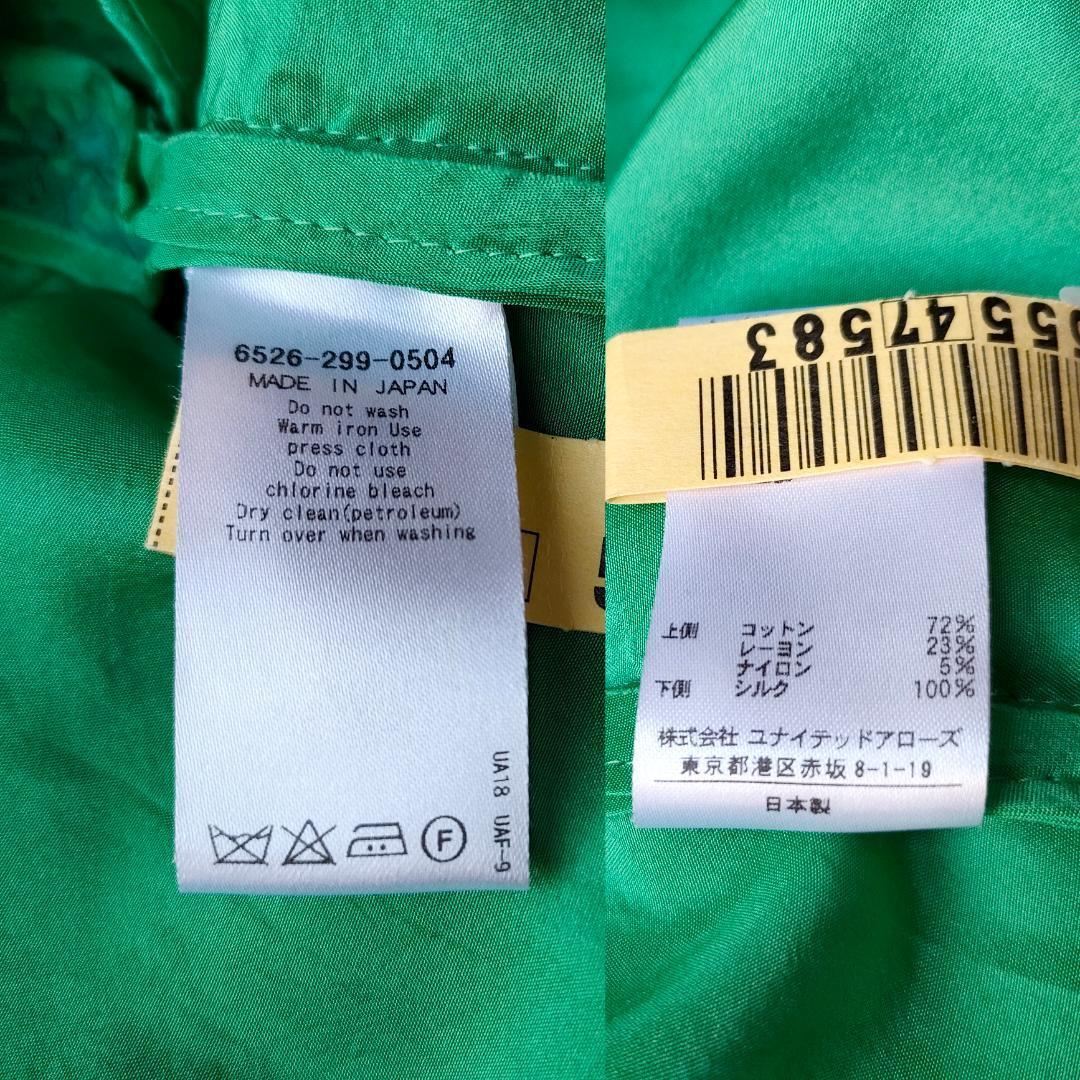 6526-299-0504
MADE IN JAPAN
Do not wash
Warm iron Use
press cloth
Do not use
chlorine bleach
Dry clean(petroleum)
Turn over when washing
UA18 UAF-9
F
5547583
上側 コットン 72%
レーヨン 23%
ナイロン 5%
下側 シルク 100%
株式会社 ユナイテッドアローズ
東京都港区赤坂 8-1-19
日本製